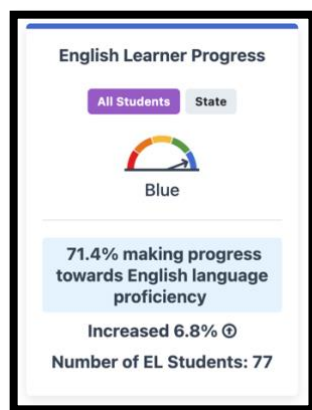 English Learner Progress
All Students State
Blue
71.4% making progress
towards English language
proficiency
Increased 6.8%
Number of EL Students: 77